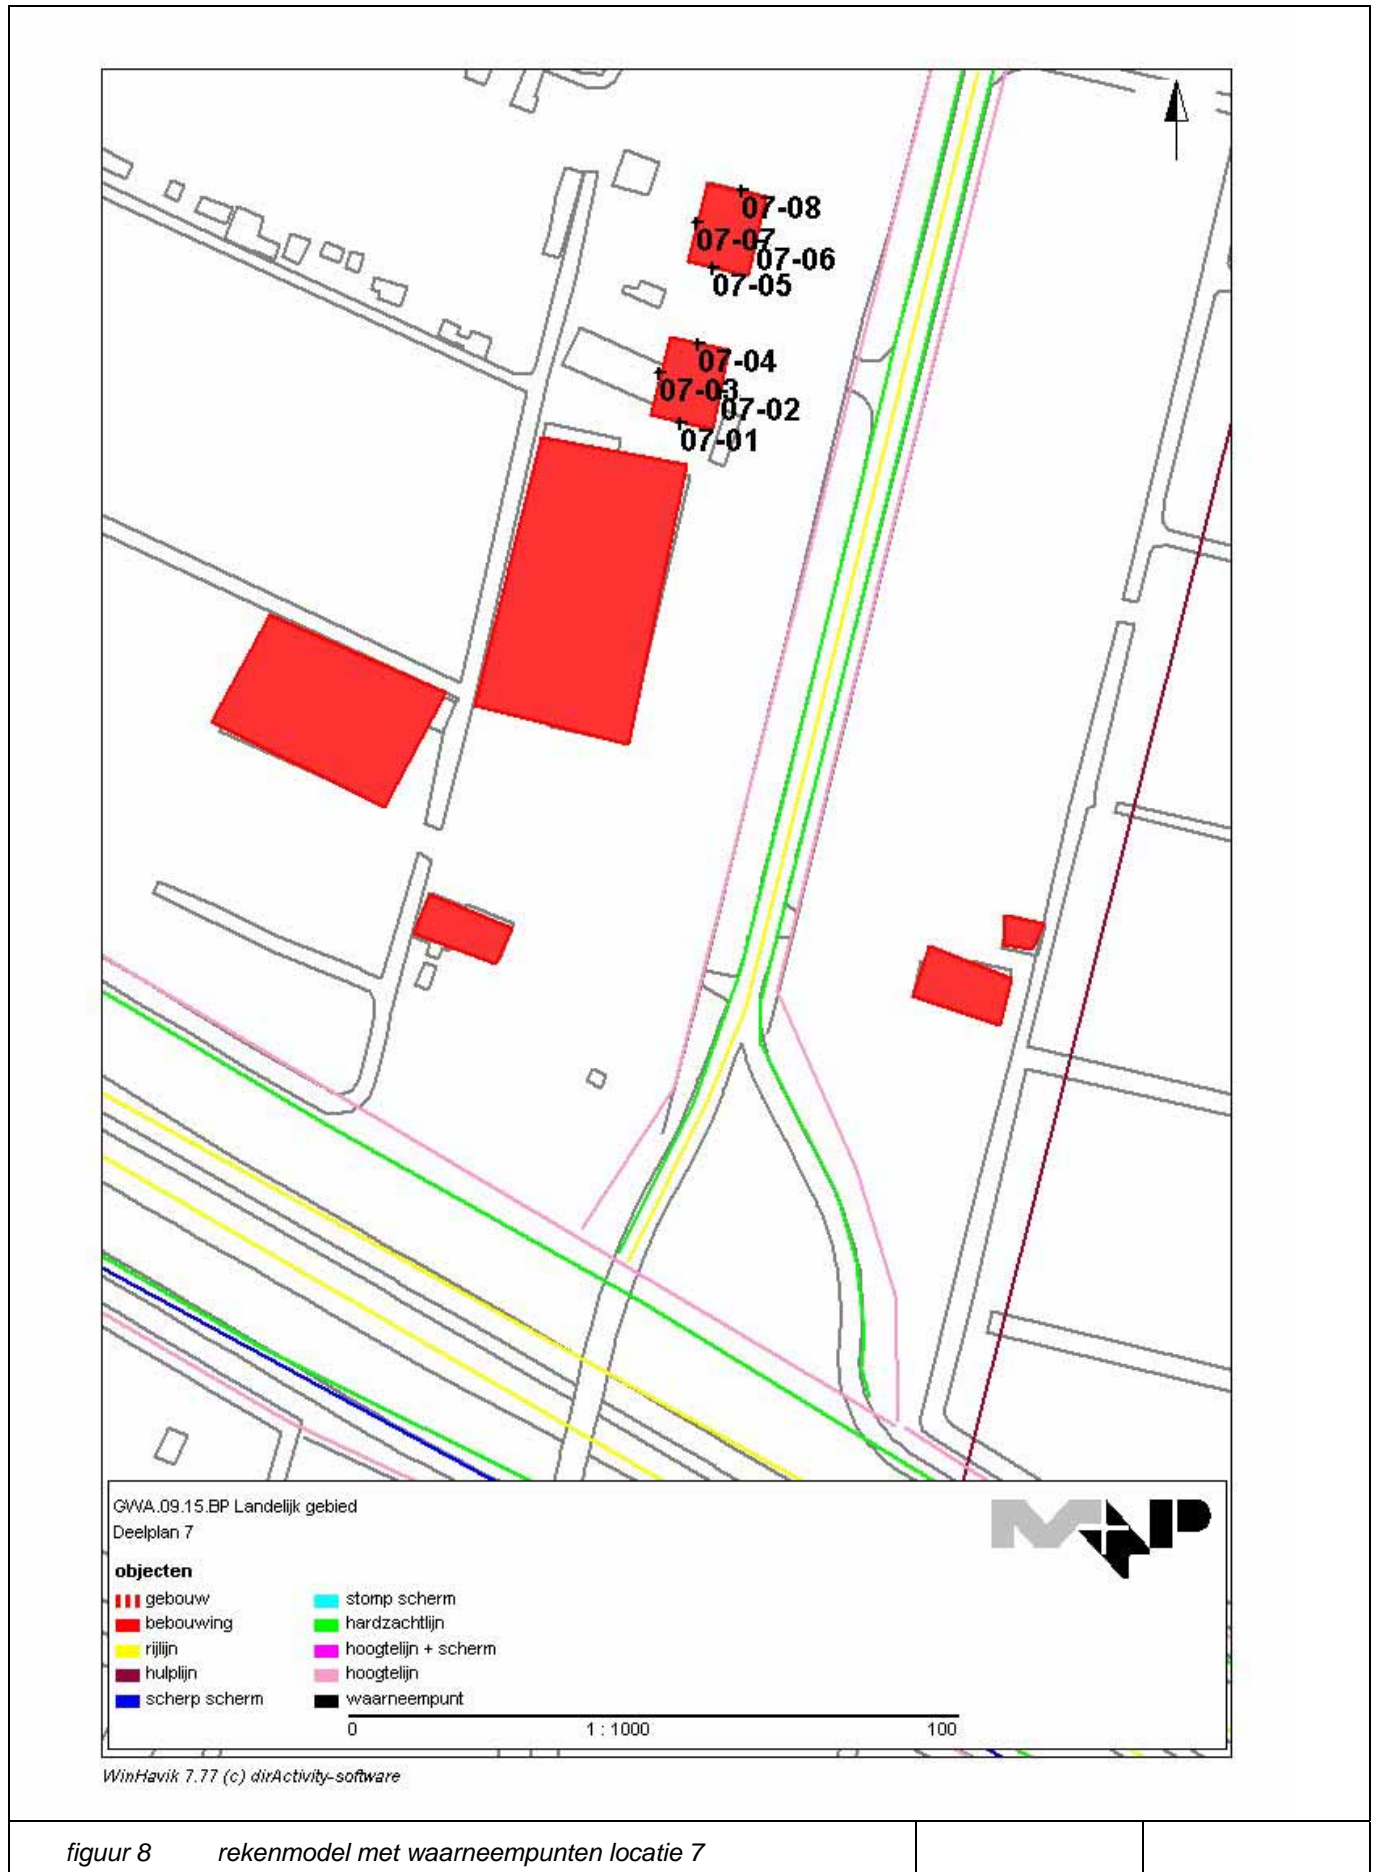 07-08
07-07
07-06
07-05
07-04
07-03
07-02
07-01
GWA.09.15.BP Landelijk gebied
Deelplan 7
MNP
objecten
gebouw
stomp scherm
bebouwing
hardzachtlijn
rijlijn
hoogtelijn + scherm
hulplijn
hoogtelijn
scherp scherm
waarneempunt
0 1 : 1000 100
WinHavik 7.77 (c) dirActivity-software
figuur 8 rekenmodel met waarneempunten locatie 7